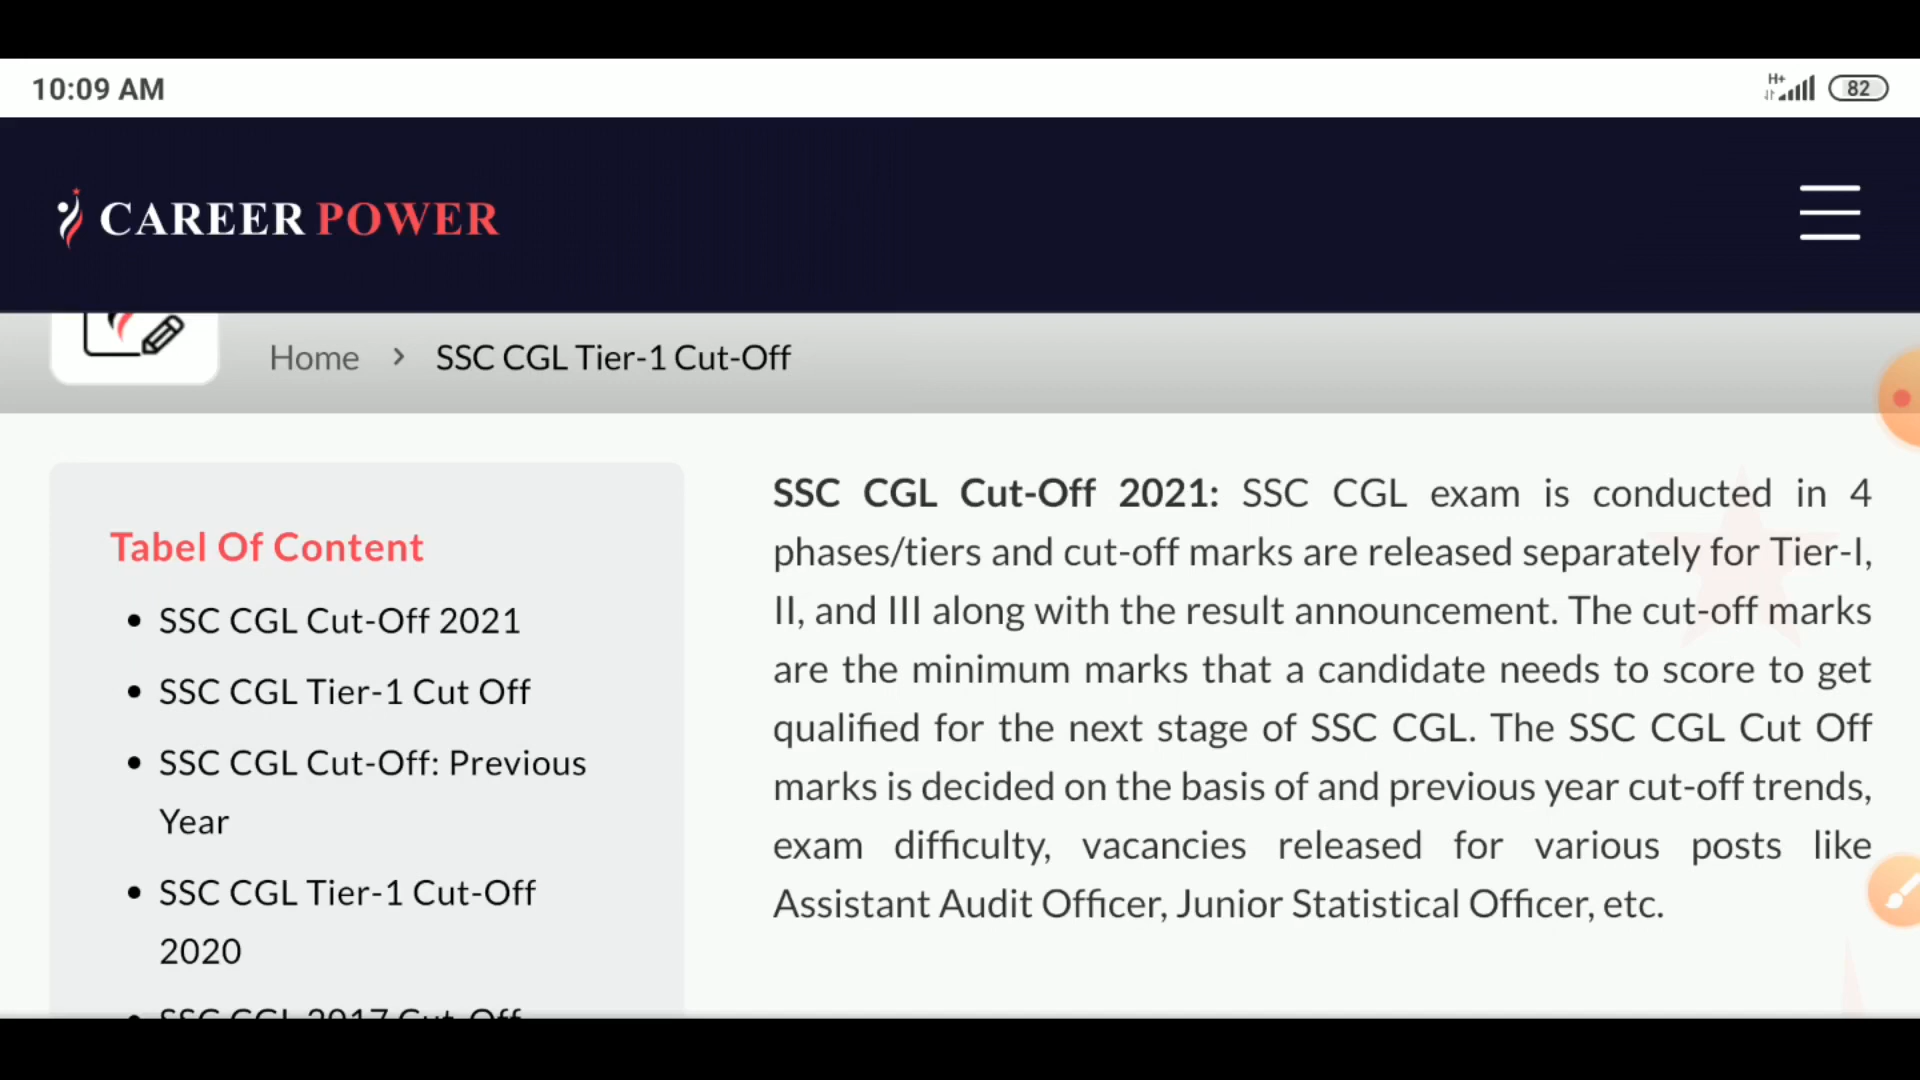 10:09 AM
H+
82
CAREER POWER
Home > SSC CGL Tier-1 Cut-Off
Tabel Of Content
• SSC CGL Cut-Off 2021
• SSC CGL Tier-1 Cut Off
• SSC CGL Cut-Off: Previous
Year
• SSC CGL Tier-1 Cut-Off
2020
• SSC CGL 2017 Cut-Off
SSC CGL Cut-Off 2021: SSC CGL exam is conducted in 4
phases/tiers and cut-off marks are released separately for Tier-I,
II, and III along with the result announcement. The cut-off marks
are the minimum marks that a candidate needs to score to get
qualified for the next stage of SSC CGL. The SSC CGL Cut Off
marks is decided on the basis of and previous year cut-off trends,
exam difficulty, vacancies released for various posts like
Assistant Audit Officer, Junior Statistical Officer, etc.